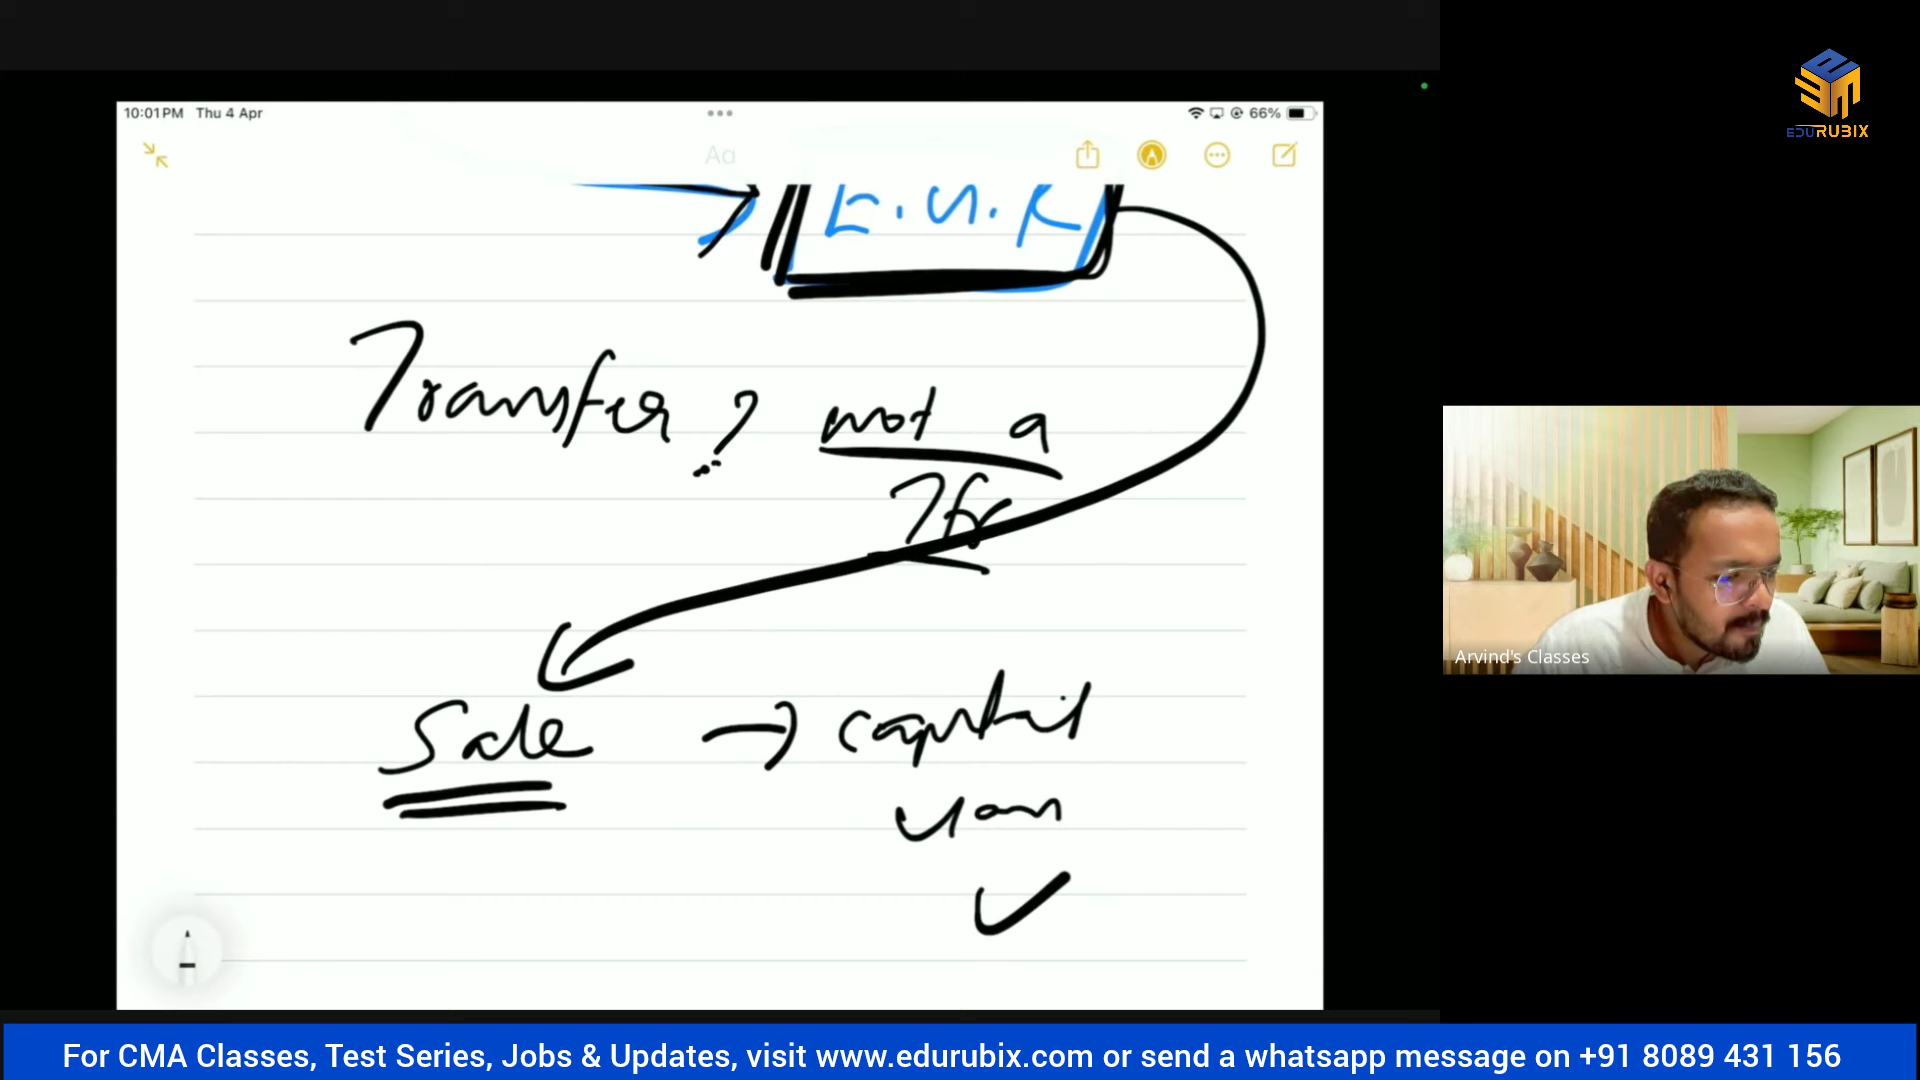 10:01 PM Thu 4 Apr
66%
Aa
EDURUBIX
Transfer? not a
Tfr
Sale → capital
Arvind's Classes
For CMA Classes, Test Series, Jobs & Updates, visit www.edurubix.com or send a whatsapp message on +91 8089 431 156